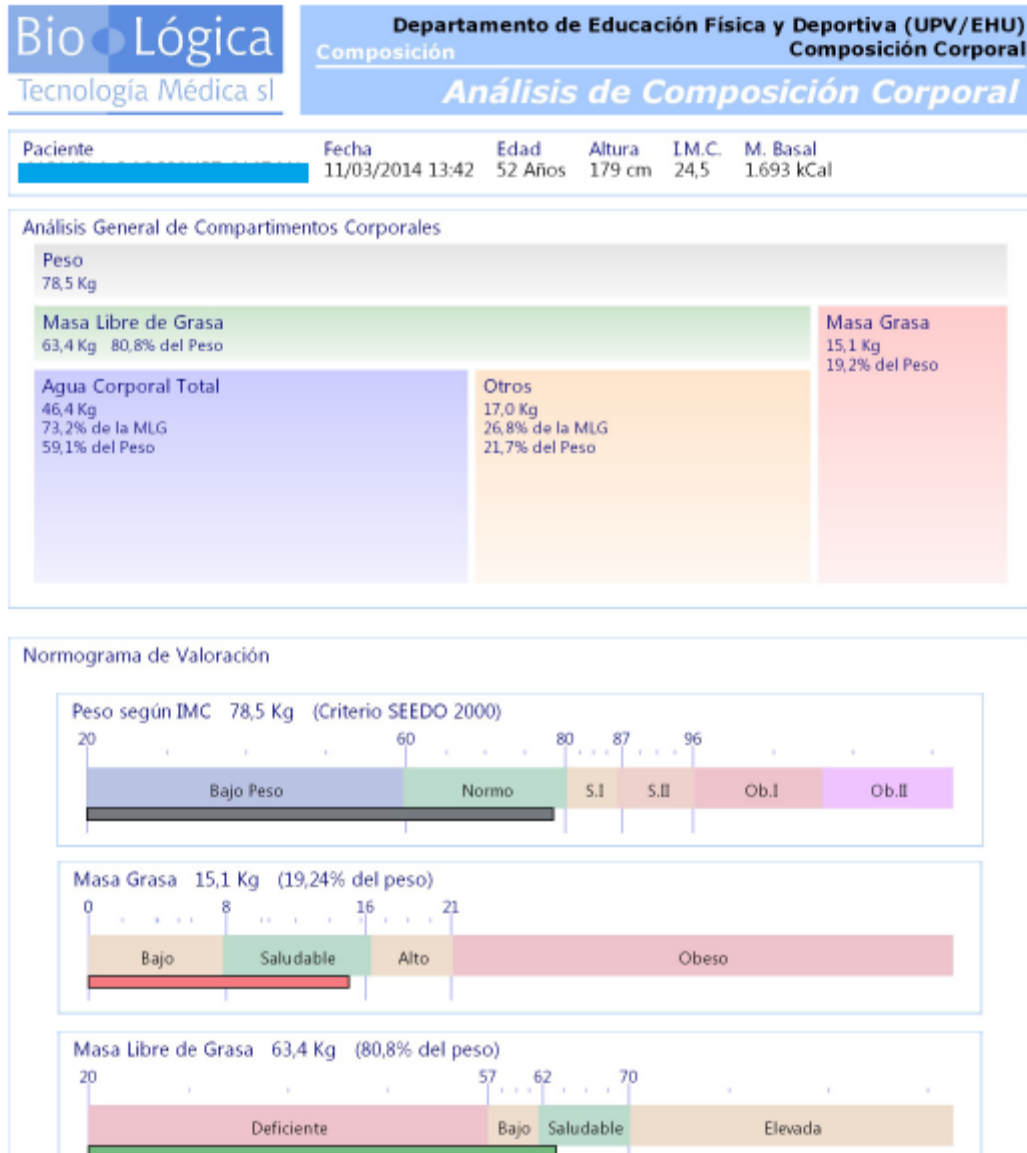 Bio Lógica
Tecnología Médica sl
Departamento de Educación Física y Deportiva (UPV/EHU)
Composición
Composición Corporal
Análisis de Composición Corporal
Paciente Fecha Edad Altura I.M.C. M. Basal
11/03/2014 13:42 52 Años 179 cm 24,5 1.693 kCal
Análisis General de Compartimentos Corporales
Peso
78,5 Kg
Masa Libre de Grasa
63,4 Kg 80,8% del Peso
Masa Grasa
15,1 Kg
19,2% del Peso
Agua Corporal Total
46,4 Kg
73,2% de la MLG
59,1% del Peso
Otros
17,0 Kg
26,8% de la MLG
21,7% del Peso
Normograma de Valoración
Peso según IMC 78,5 Kg (Criterio SEEDO 2000)
20 60 80 87 96
Bajo Peso Normo S.I S.II Ob.I Ob.II
Masa Grasa 15,1 Kg (19,24% del peso)
0 8 16 21
Bajo Saludable Alto Obeso
Masa Libre de Grasa 63,4 Kg (80,8% del peso)
20 57 62 70
Deficiente Bajo Saludable Elevada